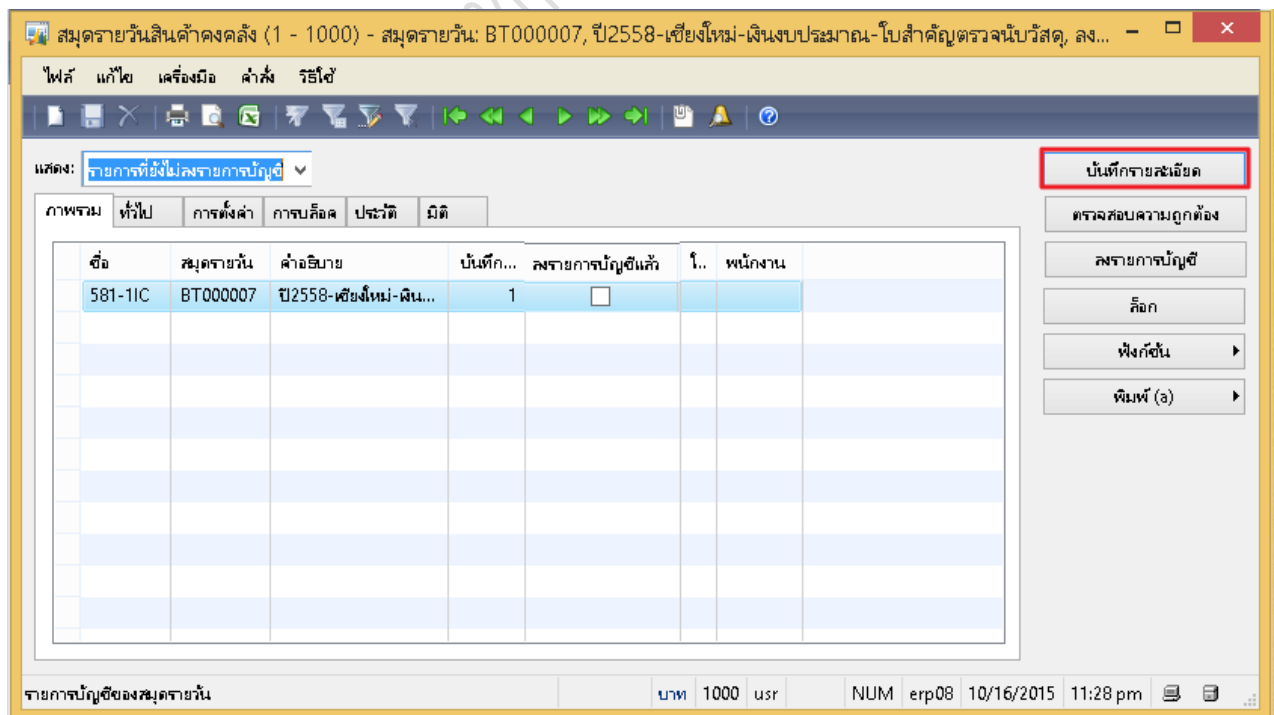 สมุดรายวันสินค้าคงคลัง (1 - 1000) - สมุดรายวัน: BT000007, ปี2558-เชียงใหม่-เงินงบประมาณ-ใบสำคัญตรวจนับวัสดุ, ลง...
ไฟล์ แก้ไข เครื่องมือ คำสั่ง วิธีใช้
แสดง: รายการที่ยังไม่ลงรายการบัญชี
บันทึกรายละเอียด
ภาพรวม ทั่วไป การตั้งค่า การบล็อค ประวัติ มิติ
ตรวจสอบความถูกต้อง
ชื่อ สมุดรายวัน คำอธิบาย บันทึก... ลงรายการบัญชีแล้ว ใ.. พนักงาน
ลงรายการบัญชี
581-1IC BT000007 ปี2558-เชียงใหม่-เงิน... 1
ล็อก
ฟังก์ชัน
พิมพ์ (a)
รายการบัญชีของสมุดรายวัน บาท 1000 usr NUM erp08 10/16/2015 11:28 pm